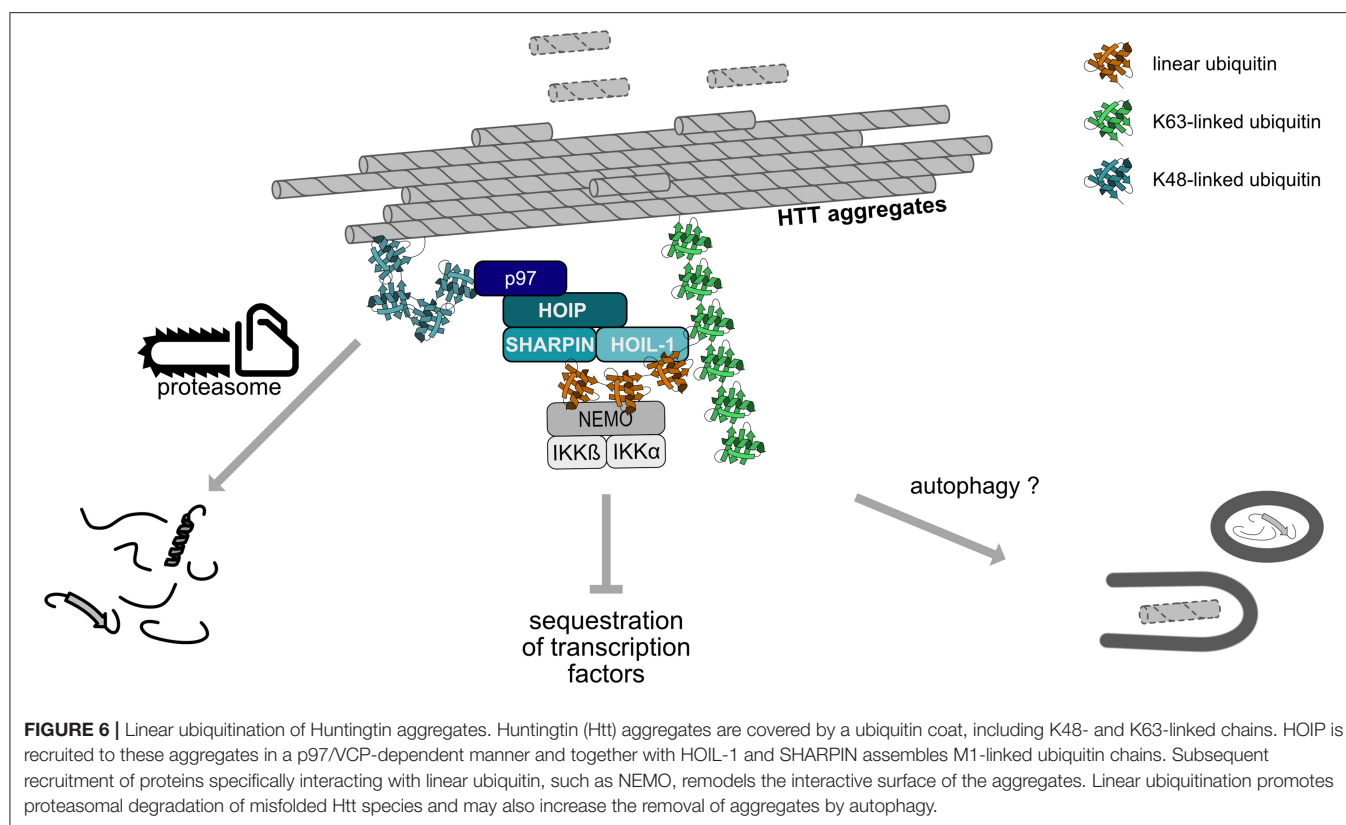 linear ubiquitin
K63-linked ubiquitin
K48-linked ubiquitin
HTT aggregates
p97
HOIP
SHARPIN
HOIL-1
NEMO
IKKß
IKKα
proteasome
autophagy ?
sequestration
of transcription
factors
FIGURE 6 | Linear ubiquitination of Huntingtin aggregates. Huntingtin (Htt) aggregates are covered by a ubiquitin coat, including K48- and K63-linked chains. HOIP is
recruited to these aggregates in a p97/VCP-dependent manner and together with HOIL-1 and SHARPIN assembles M1-linked ubiquitin chains. Subsequent
recruitment of proteins specifically interacting with linear ubiquitin, such as NEMO, remodels the interactive surface of the aggregates. Linear ubiquitination promotes
proteasomal degradation of misfolded Htt species and may also increase the removal of aggregates by autophagy.